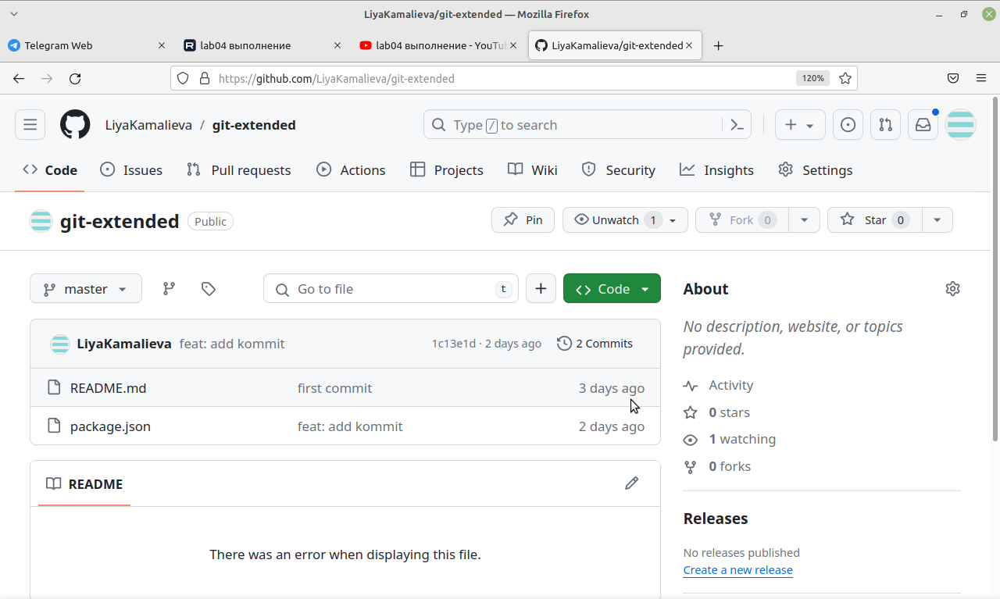 LiyaKamalieva/git-extended — Mozilla Firefox
Telegram Web
lab04 выполнение
lab04 выполнение - YouTu
LiyaKamalieva/git-extended
https://github.com/LiyaKamalieva/git-extended
120%
LiyaKamalieva / git-extended
Type / to search
Code
Issues
Pull requests
Actions
Projects
Wiki
Security
Insights
Settings
git-extended
Public
Pin
Unwatch 1
Fork 0
Star 0
master
Go to file
t
Code
LiyaKamalieva feat: add kommit
1c13e1d · 2 days ago
2 Commits
README.md first commit 3 days ago
package.json feat: add kommit 2 days ago
README
There was an error when displaying this file.
About
No description, website, or topics
provided.
Activity
0 stars
1 watching
0 forks
Releases
No releases published
Create a new release